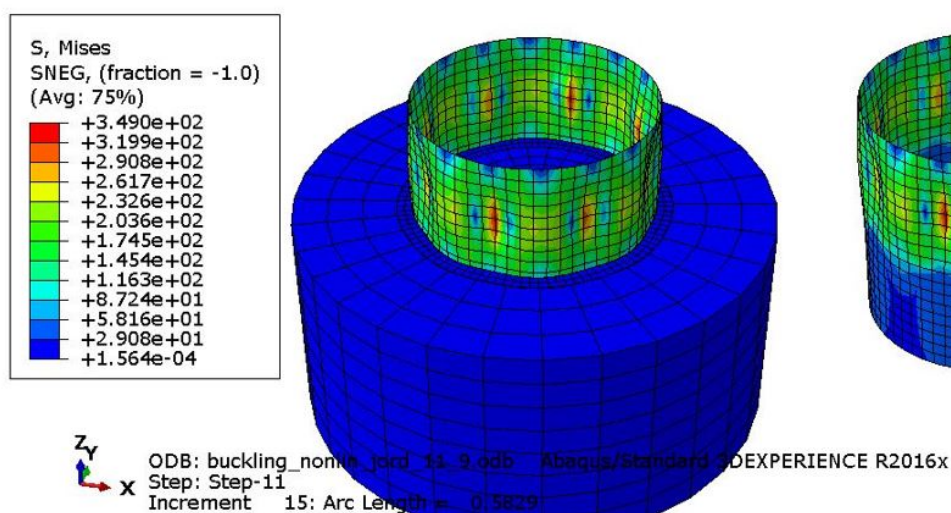 S, Mises
SNEG, (fraction = -1.0)
(Avg: 75%)
+3.490e+02
+3.199e+02
+2.908e+02
+2.617e+02
+2.326e+02
+2.036e+02
+1.745e+02
+1.454e+02
+1.163e+02
+8.724e+01
+5.816e+01
+2.908e+01
+1.564e-04
Z
Y
X
ODB: buckling_nonlin_jord_11_9.odb Abaqus/Standard 3DEXPERIENCE R2016x
Step: Step-11
Increment 15: Arc Length = 0.5829